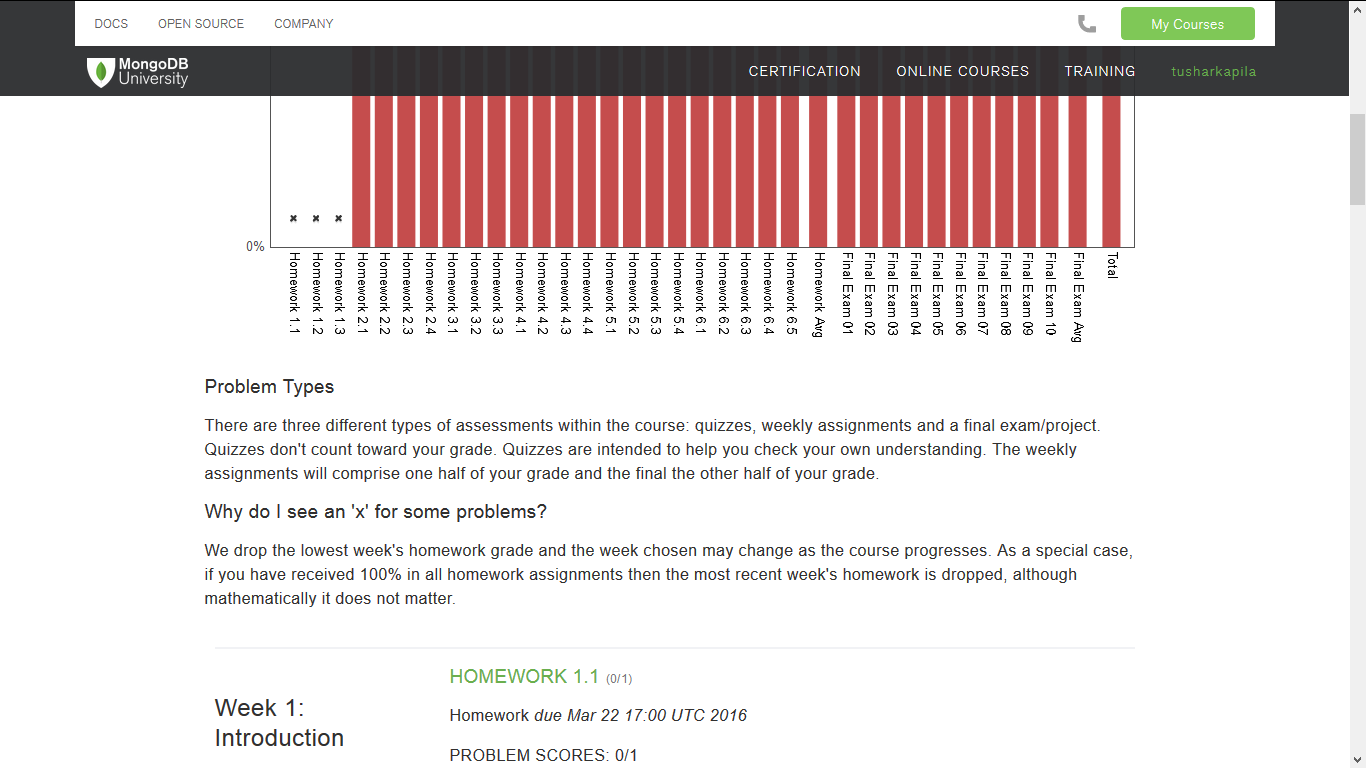 DOCS OPEN SOURCE COMPANY My Courses
MongoDB
University
CERTIFICATION ONLINE COURSES TRAINING tusharkapila
0%
Homework 1.1
Homework 1.2
Homework 1.3
Homework 2.1
Homework 2.2
Homework 2.3
Homework 2.4
Homework 3.1
Homework 3.2
Homework 3.3
Homework 4.1
Homework 4.2
Homework 4.3
Homework 4.4
Homework 5.1
Homework 5.2
Homework 5.3
Homework 5.4
Homework 6.1
Homework 6.2
Homework 6.3
Homework 6.4
Homework 6.5
Homework Avg
Final Exam 01
Final Exam 02
Final Exam 03
Final Exam 04
Final Exam 05
Final Exam 06
Final Exam 07
Final Exam 08
Final Exam 09
Final Exam 10
Final Exam Avg
Total
Problem Types
There are three different types of assessments within the course: quizzes, weekly assignments and a final exam/project.
Quizzes don't count toward your grade. Quizzes are intended to help you check your own understanding. The weekly
assignments will comprise one half of your grade and the final the other half of your grade.
Why do I see an 'x' for some problems?
We drop the lowest week's homework grade and the week chosen may change as the course progresses. As a special case,
if you have received 100% in all homework assignments then the most recent week's homework is dropped, although
mathematically it does not matter.
Week 1:
Introduction
HOMEWORK 1.1 (0/1)
Homework due Mar 22 17:00 UTC 2016
PROBLEM SCORES: 0/1